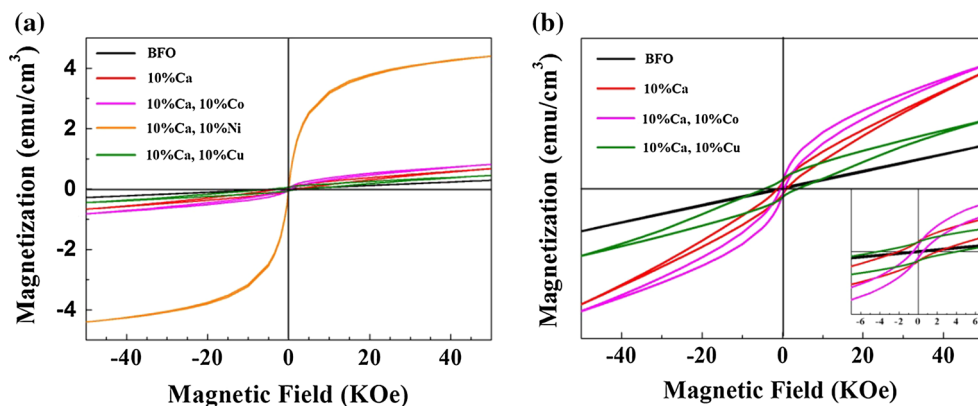 (a)
Magnetization (emu/cm³)
4
2
0
-2
-4
BFO
10%Ca
10%Ca, 10%Co
10%Ca, 10%Ni
10%Ca, 10%Cu
-40
-20
0
20
40
Magnetic Field (KOe)
(b)
Magnetization (emu/cm³)
BFO
10%Ca
10%Ca, 10%Co
10%Ca, 10%Cu
-6
-4
-2
0
2
4
6
-40
-20
0
20
40
Magnetic Field (KOe)